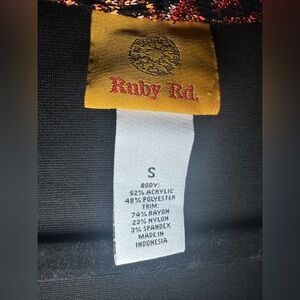 Ruby Rd.
S
BODY:
52% ACRYLIC
48% POLYESTER
TRIM:
74% RAYON
23% NYLON
3% SPANDEX
MADE IN
INDONESIA